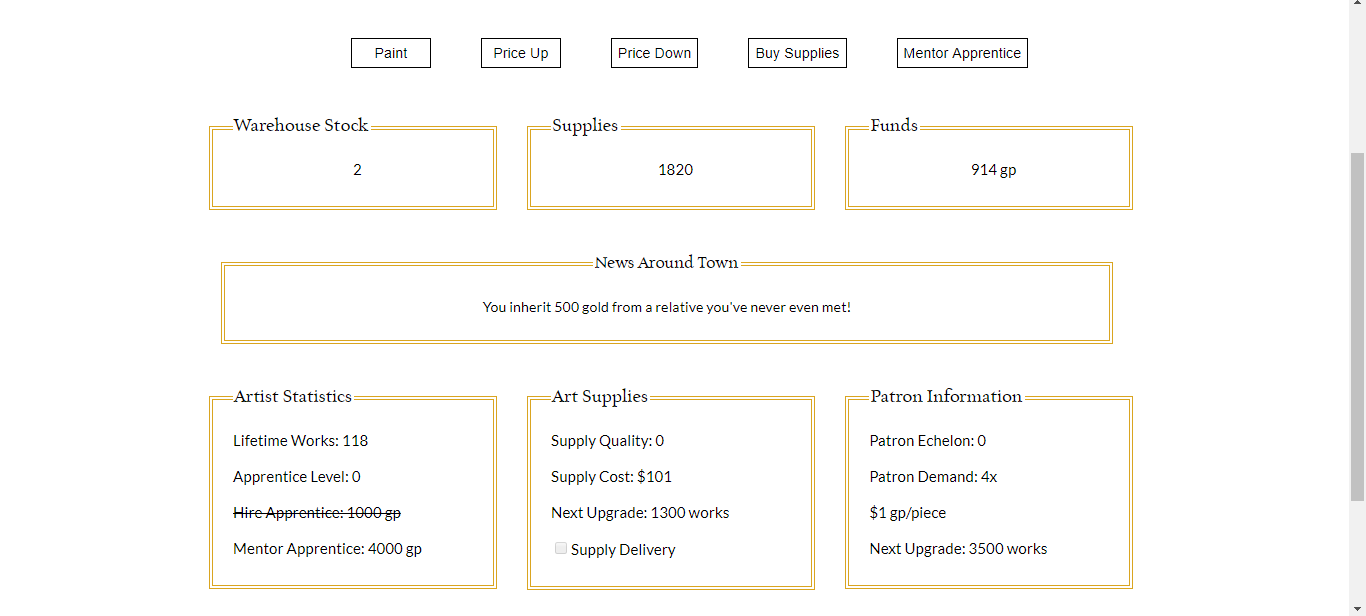 Paint Price Up Price Down Buy Supplies Mentor Apprentice
Warehouse Stock Supplies Funds
2 1820 914 gp
News Around Town
You inherit 500 gold from a relative you've never even met!
Artist Statistics
Lifetime Works: 118
Apprentice Level: 0
Hire Apprentice: 1000 gp
Mentor Apprentice: 4000 gp
Art Supplies
Supply Quality: 0
Supply Cost: $101
Next Upgrade: 1300 works
Supply Delivery
Patron Information
Patron Echelon: 0
Patron Demand: 4x
$1 gp/piece
Next Upgrade: 3500 works